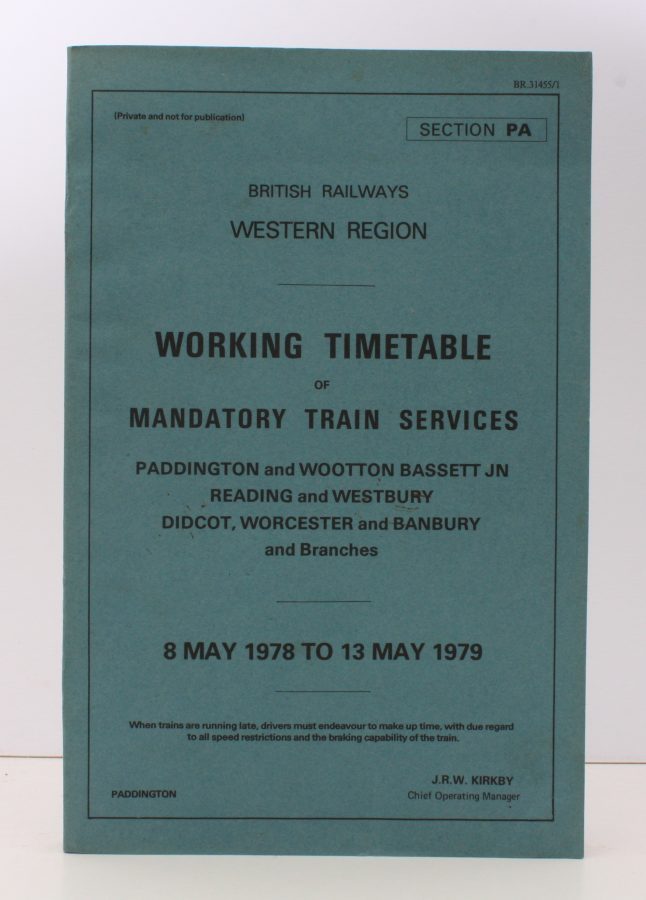 BR.31455/1
(Private and not for publication)
SECTION PA
BRITISH RAILWAYS
WESTERN REGION
WORKING TIMETABLE
OF
MANDATORY TRAIN SERVICES
PADDINGTON and WOOTTON BASSETT JN
READING and WESTBURY
DIDCOT, WORCESTER and BANBURY
and Branches
8 MAY 1978 TO 13 MAY 1979
When trains are running late, drivers must endeavour to make up time, with due regard
to all speed restrictions and the braking capability of the train.
J.R.W. KIRKBY
PADDINGTON
Chief Operating Manager